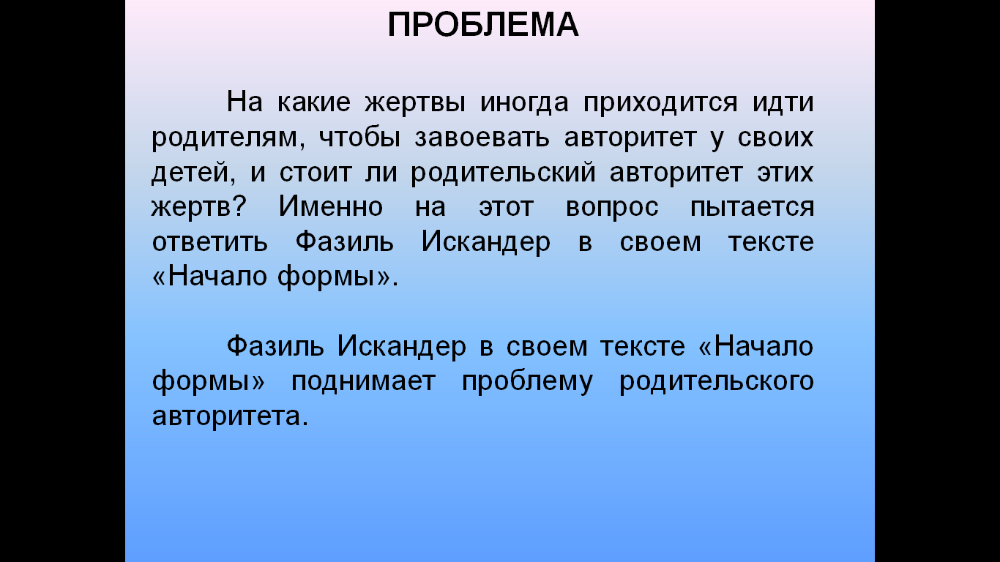 ПРОБЛЕМА
На какие жертвы иногда приходится идти
родителям, чтобы завоевать авторитет у своих
детей, и стоит ли родительский авторитет этих
жертв? Именно на этот вопрос пытается
ответить Фазиль Искандер в своем тексте
«Начало формы».
Фазиль Искандер в своем тексте «Начало
формы» поднимает проблему родительского
авторитета.